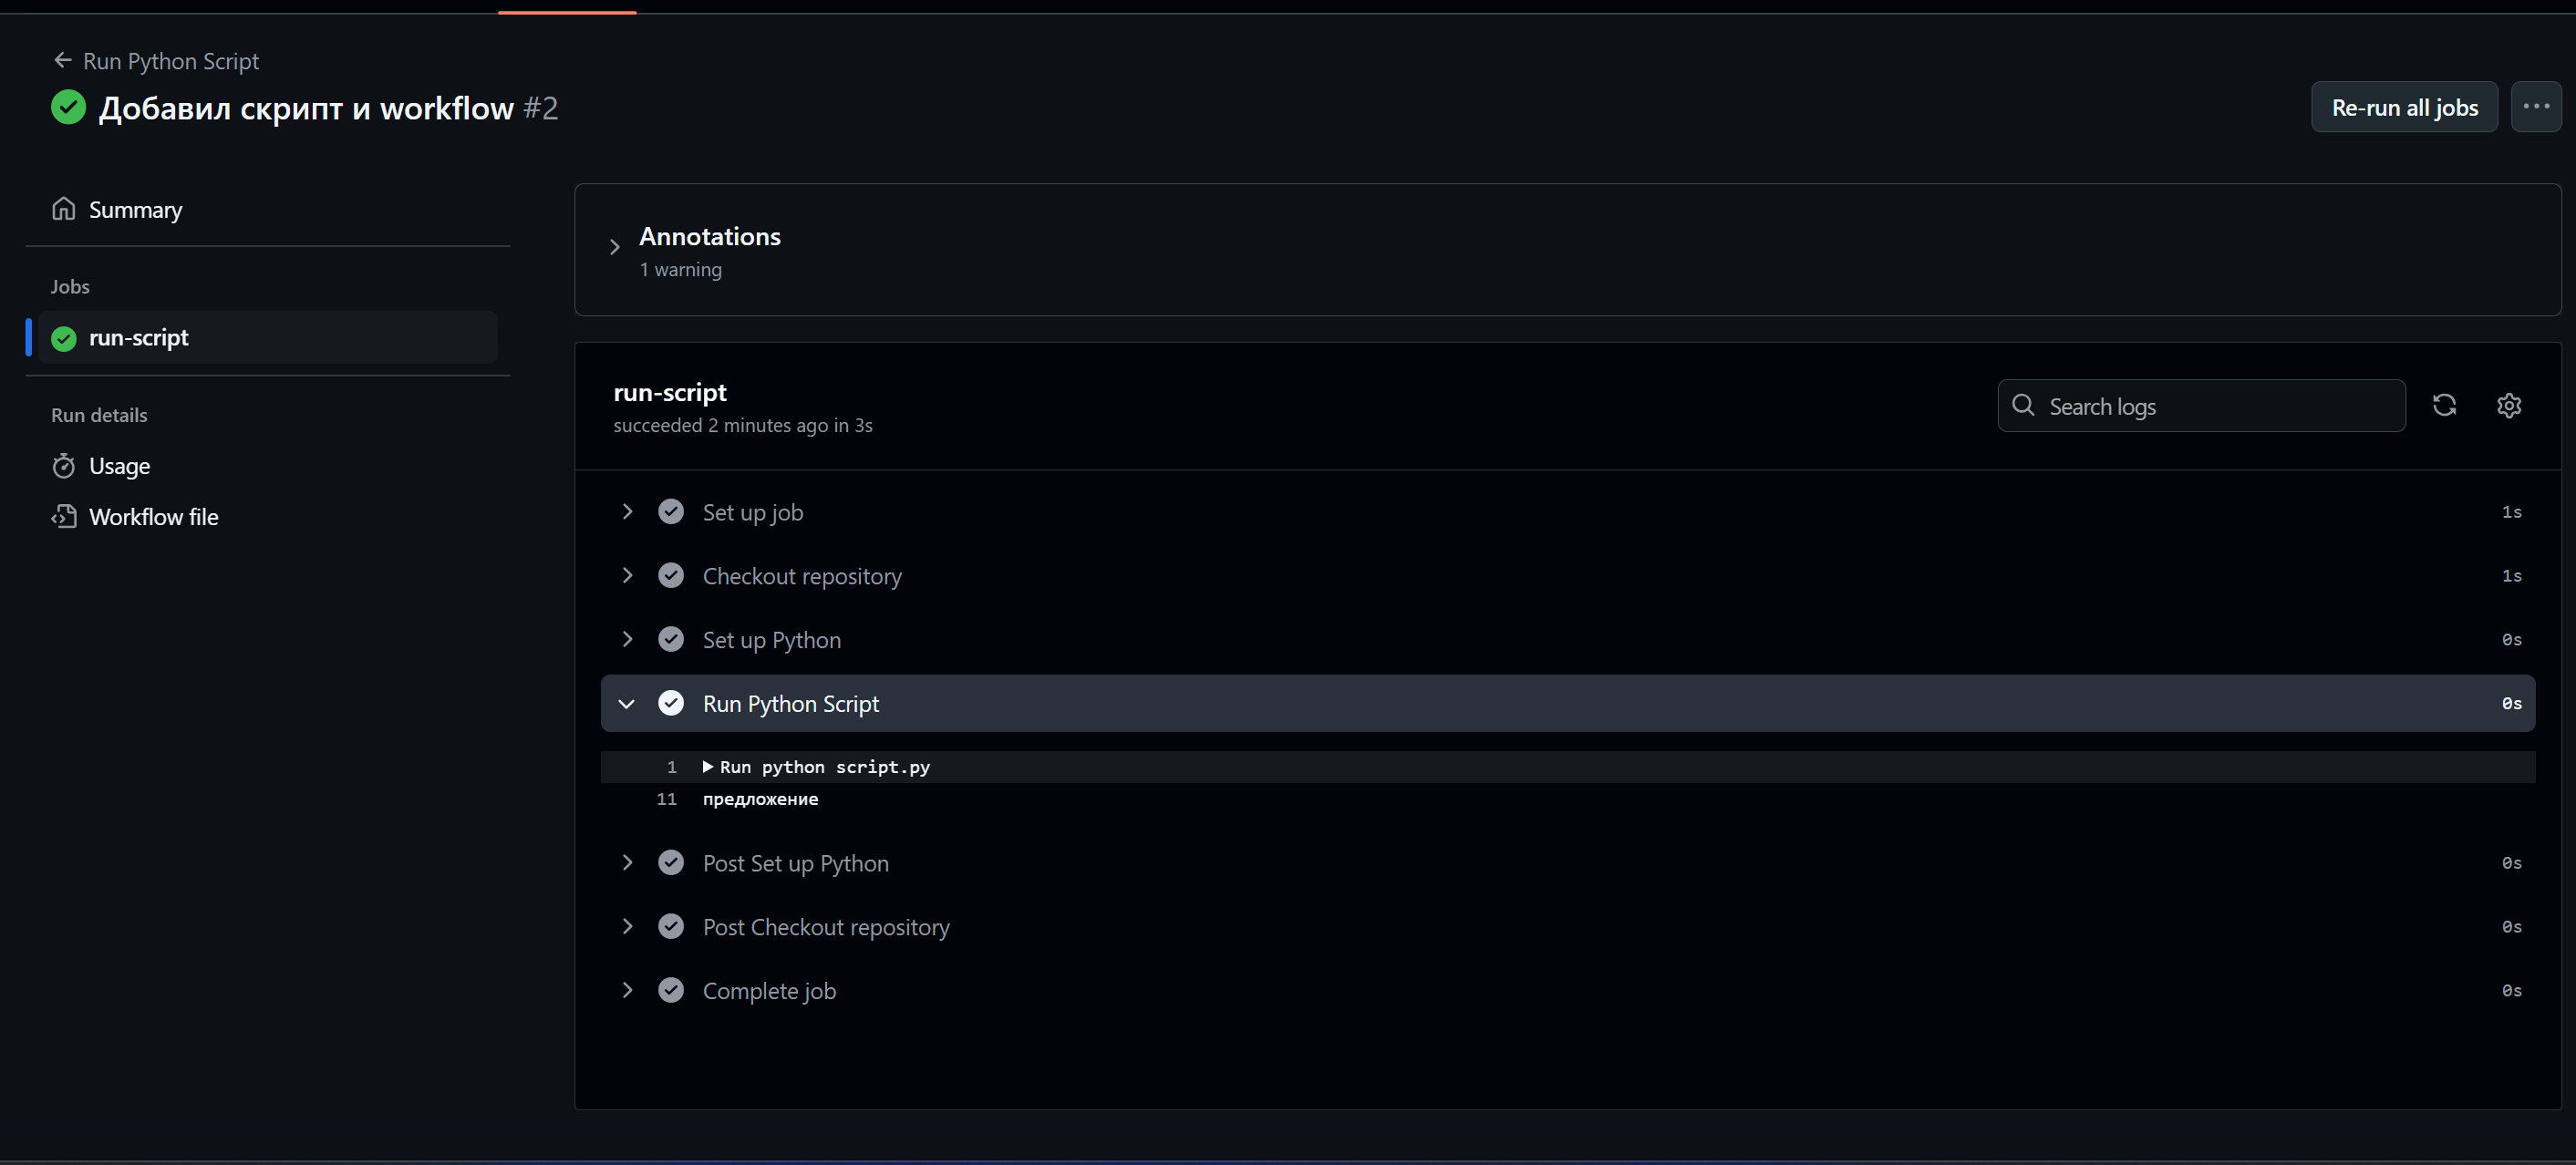 Run Python Script
Добавил скрипт и workflow #2
Re-run all jobs
Summary
Jobs
run-script
Run details
Usage
Workflow file
Annotations
1 warning
run-script
succeeded 2 minutes ago in 3s
Search logs
Set up job 1s
Checkout repository 1s
Set up Python 0s
Run Python Script 0s
1 Run python script.py
11 предложение
Post Set up Python 0s
Post Checkout repository 0s
Complete job 0s